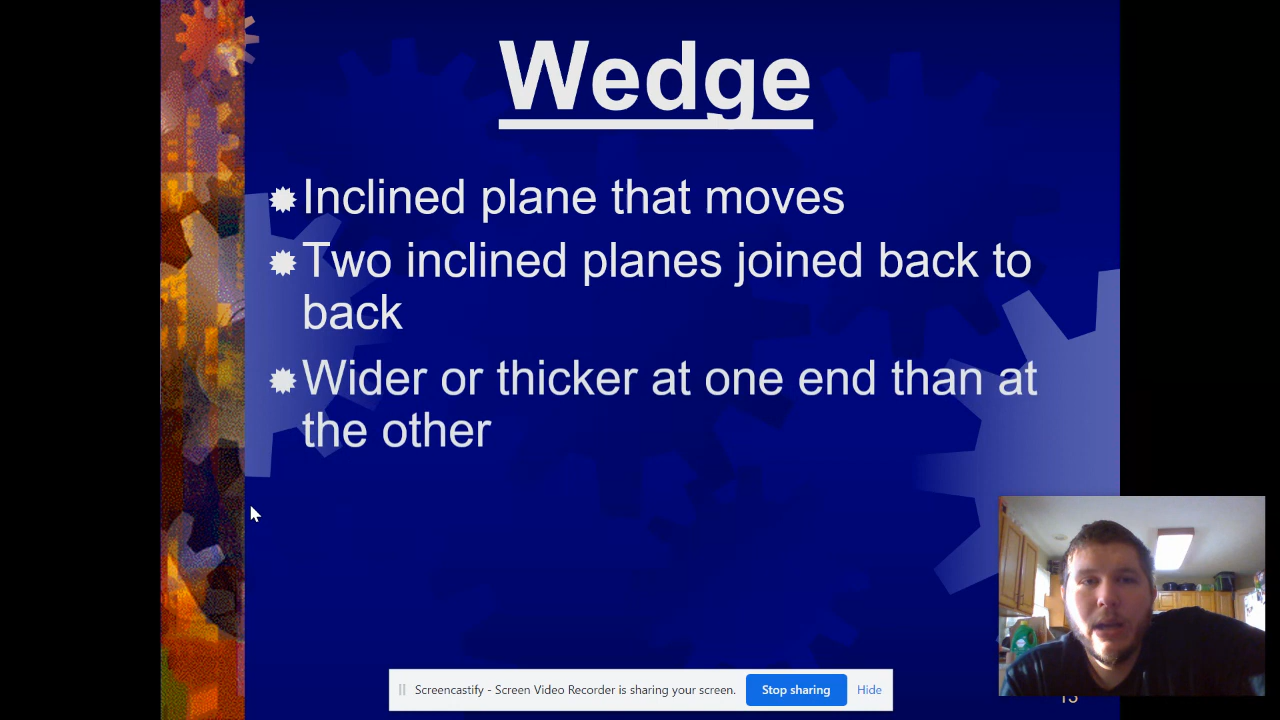 Wedge
Inclined plane that moves
Two inclined planes joined back to
back
Wider or thicker at one end than at
the other
Screencastify - Screen Video Recorder is sharing your screen. Stop sharing Hide